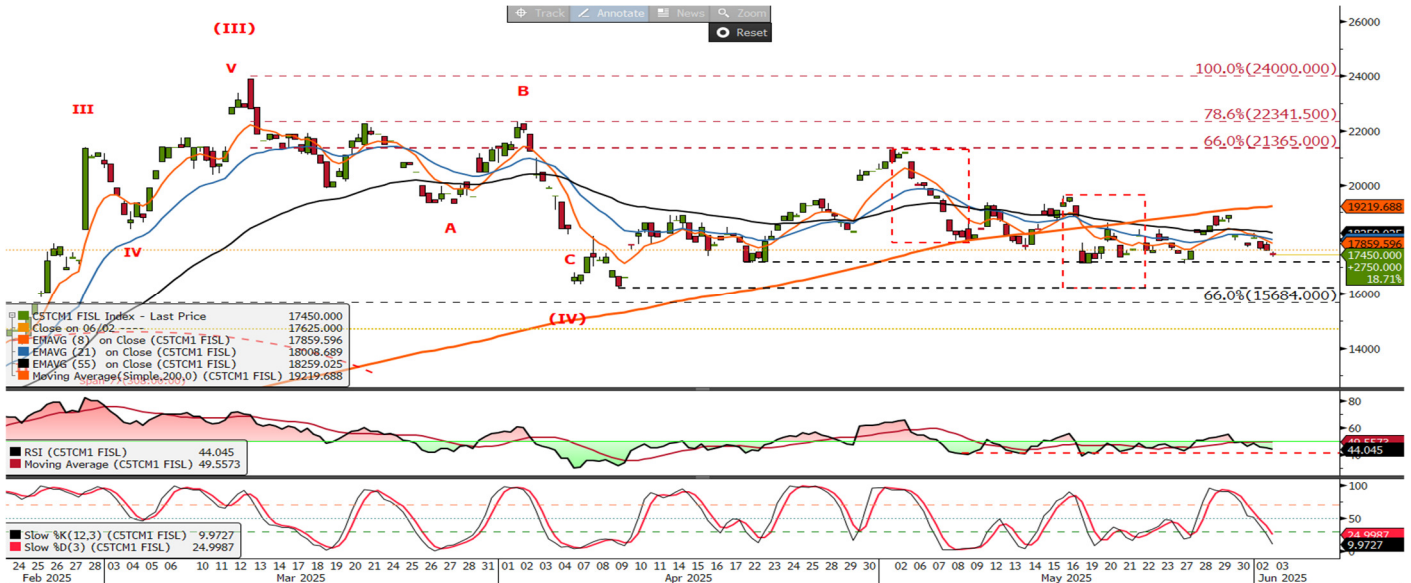 Track Annotate News Zoom
Reset
(III)
V
III
IV
A
B
C
(IV)
100.0%(24000.000)
78.6%(22341.500)
66.0%(21365.000)
66.0%(15684.000)
26000
24000
22000
20000
19219.688
18259.025
17859.596
17450.000
+2750.000
18.71%
16000
14000
C5TCM1 FISL Index - Last Price 17450.000
Close on 06/02 ---- 17625.000
EMAVG (8) on Close (C5TCM1 FISL) 17859.596
EMAVG (21) on Close (C5TCM1 FISL) 18008.689
EMAVG (55) on Close (C5TCM1 FISL) 18259.025
Moving Average(Simple,200,0) (C5TCM1 FISL) 19219.688
80
60
49.5573
44.045
40
RSI (C5TCM1 FISL) 44.045
Moving Average (C5TCM1 FISL) 49.5573
100
50
24.9987
9.9727
0
Slow %K(12,3) (C5TCM1 FISL) 9.9727
Slow %D(3) (C5TCM1 FISL) 24.9987
24 25 26 27 28 03 04 05 06 10 11 12 13 14 17 18 19 20 21 24 25 26 27 28 31 01 02 03 04 07 08 09 10 11 14 15 16 17 22 23 24 25 28 29 30 02 06 07 08 09 12 13 14 15 16 19 20 21 22 23 27 28 29 30 02 03
Feb 2025 Mar 2025 Apr 2025 May 2025 Jun 2025